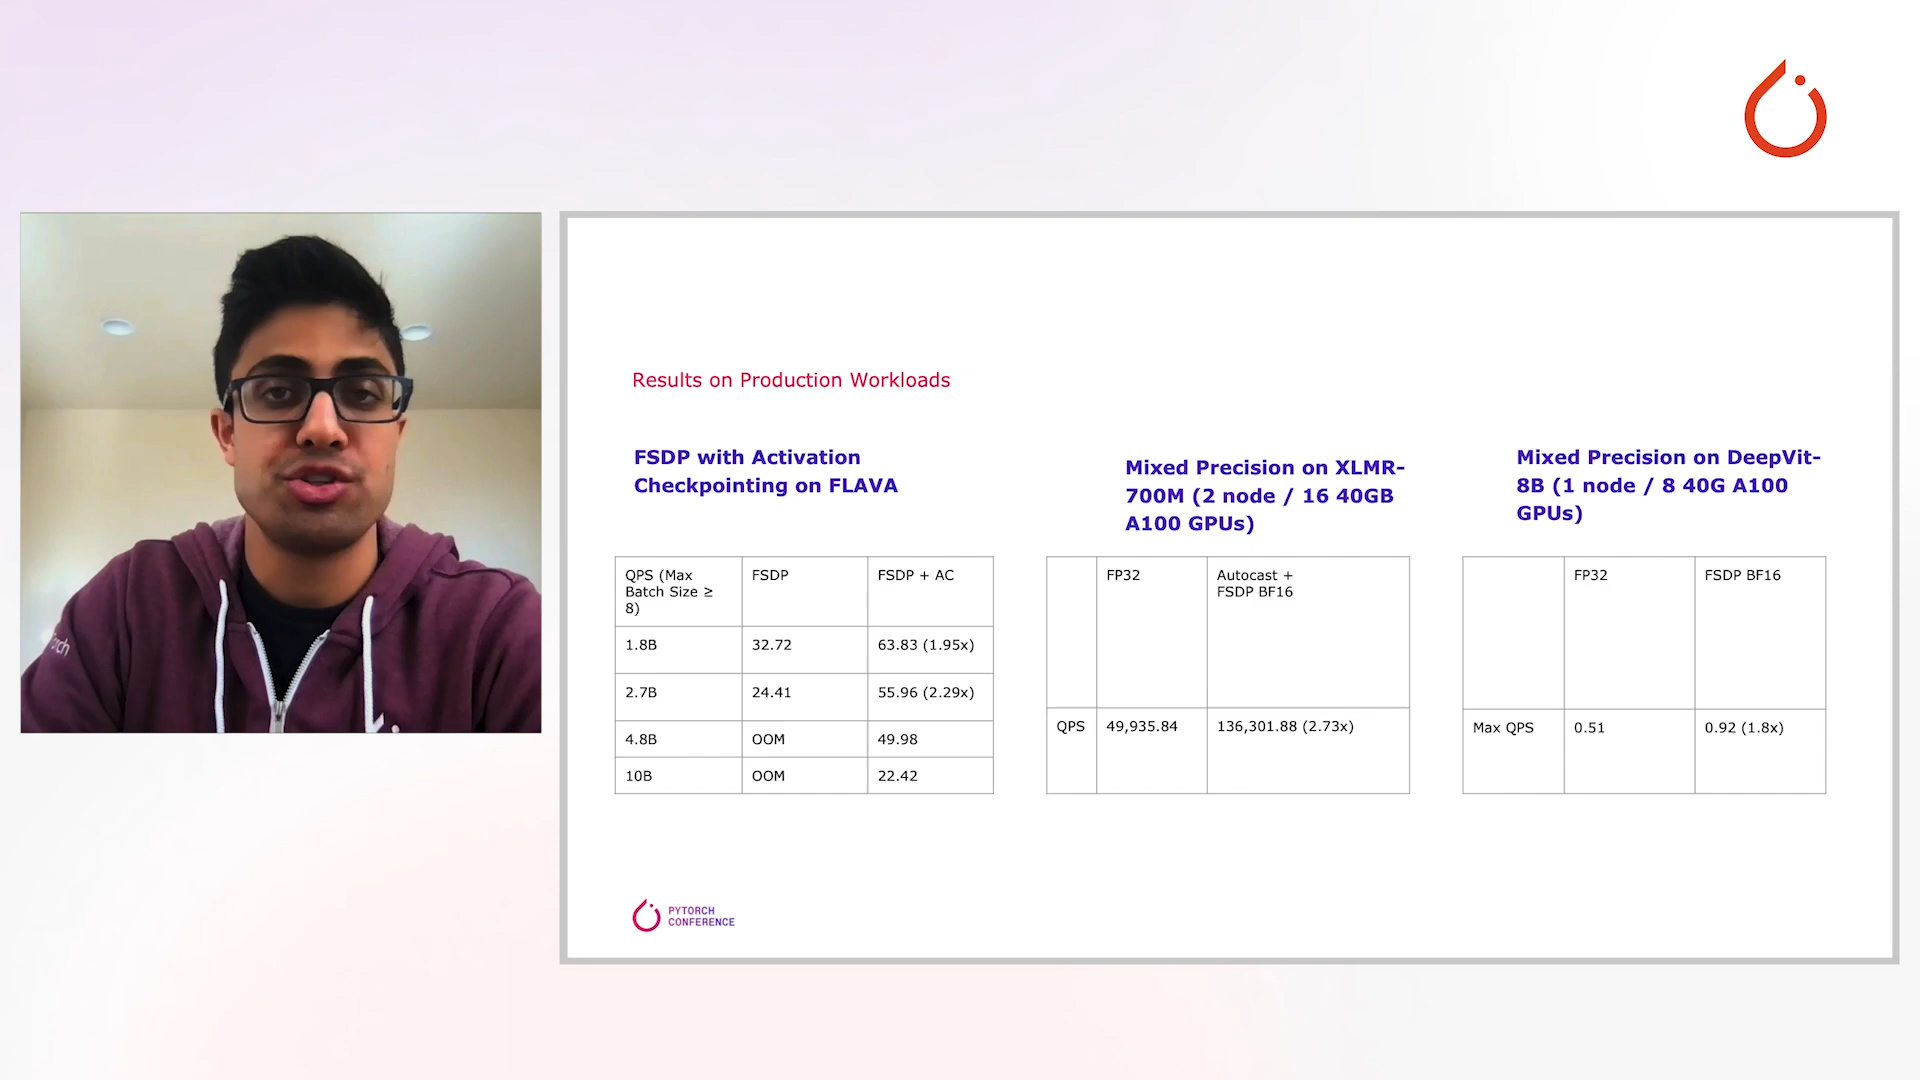 Results on Production Workloads
FSDP with Activation
Checkpointing on FLAVA
QPS (Max
Batch Size ≥
8)
FSDP
FSDP + AC
1.8B
32.72
63.83 (1.95x)
2.7B
24.41
55.96 (2.29x)
4.8B
OOM
49.98
10B
OOM
22.42
Mixed Precision on XLMR-
700M (2 node / 16 40GB
A100 GPUs)
FP32
Autocast +
FSDP BF16
QPS
49,935.84
136,301.88 (2.73x)
Mixed Precision on DeepVit-
8B (1 node / 8 40G A100
GPUs)
FP32
FSDP BF16
Max QPS
0.51
0.92 (1.8x)
PYTORCH
CONFERENCE